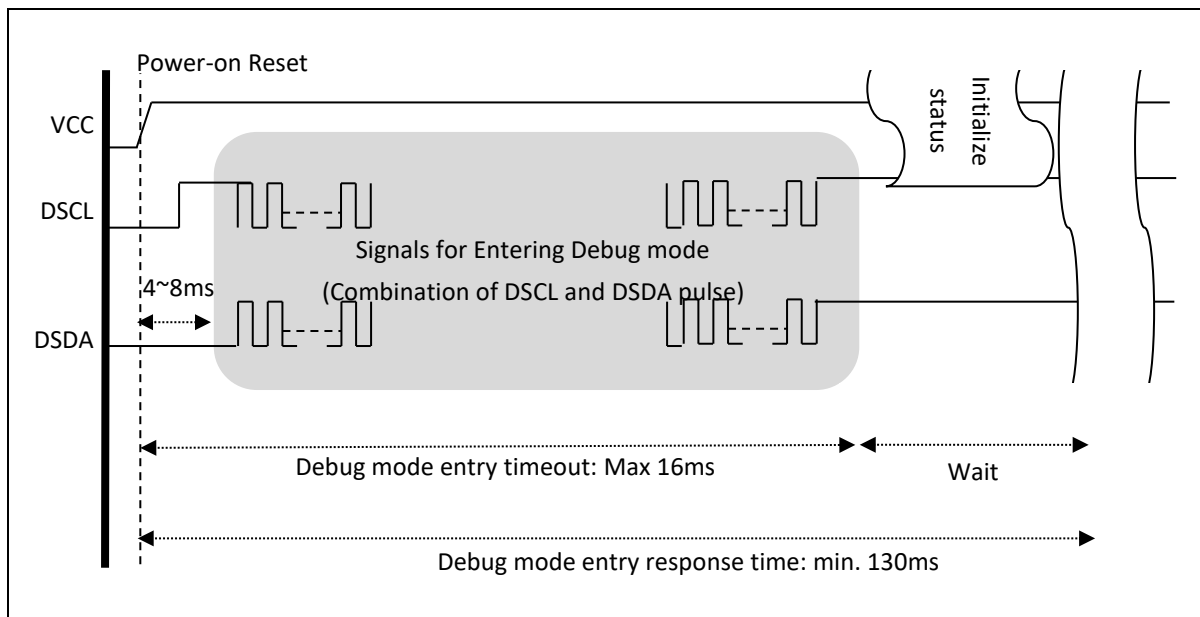 Power-on Reset
VCC
Initialize
status
DSCL
Signals for Entering Debug mode
4~8ms
(Combination of DSCL and DSDA pulse)
DSDA
Debug mode entry timeout: Max 16ms
Wait
Debug mode entry response time: min. 130ms